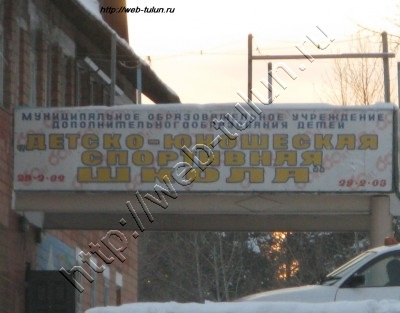 http://web-tulun.ru
МУНИЦИПАЛЬНОЕ ОБРАЗОВАТЕЛЬНОЕ УЧРЕЖДЕНИЕ
ДОПОЛНИТЕЛЬНОГО ОБРАЗОВАНИЯ ДЕТЕЙ
"ДЕТСКО-ЮНОШЕСКАЯ
СПОРТИВНАЯ
ШКОЛА"
http://web-tulun.ru